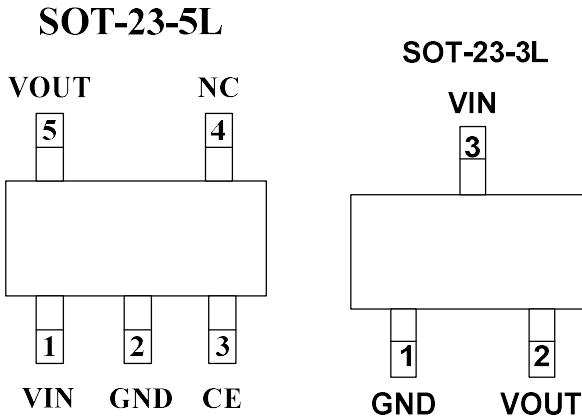 SOT-23-5L
VOUT NC
5 4
1 2 3
VIN GND CE
SOT-23-3L
VIN
3
1 2
GND VOUT